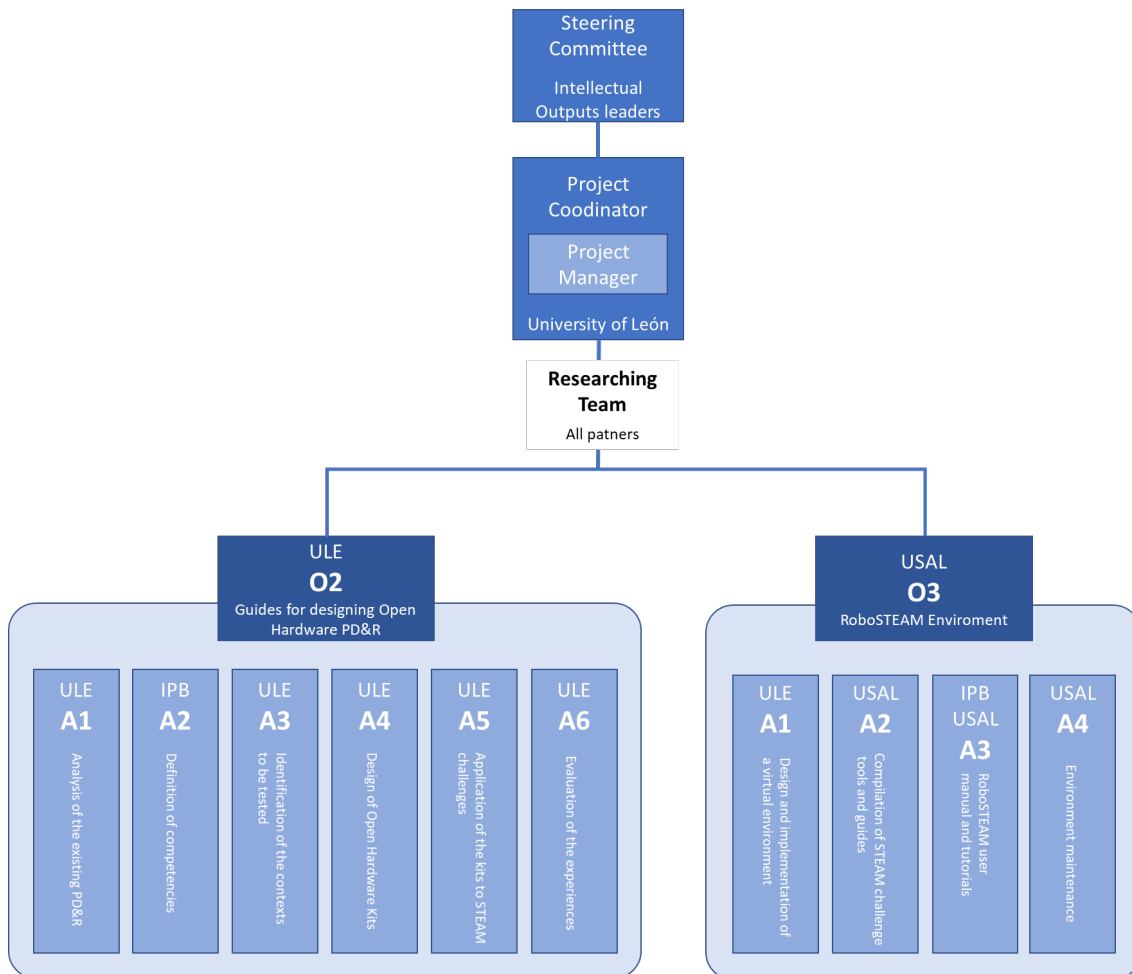 Steering
Committee
Intellectual
Outputs leaders
Project
Coodinator
Project
Manager
University of León
Researching
Team
All patners
ULE
O2
Guides for designing Open
Hardware PD&R
USAL
O3
RoboSTEAM Enviroment
ULE
A1
Analysis of the existing PD&R
IPB
A2
Definition of competencies
ULE
A3
Identification of the contexts
to be tested
ULE
A4
Design of Open Hardware Kits
ULE
A5
Application of the kits to STEAM
challenges
ULE
A6
Evaluation of the experiences
ULE
A1
Design and implementation of
a virtual environment
USAL
A2
Compilation of STEAM challenge
tools and guides
IPB
USAL
A3
RoboSTEAM user
manual and tutorials
USAL
A4
Environment maintenance